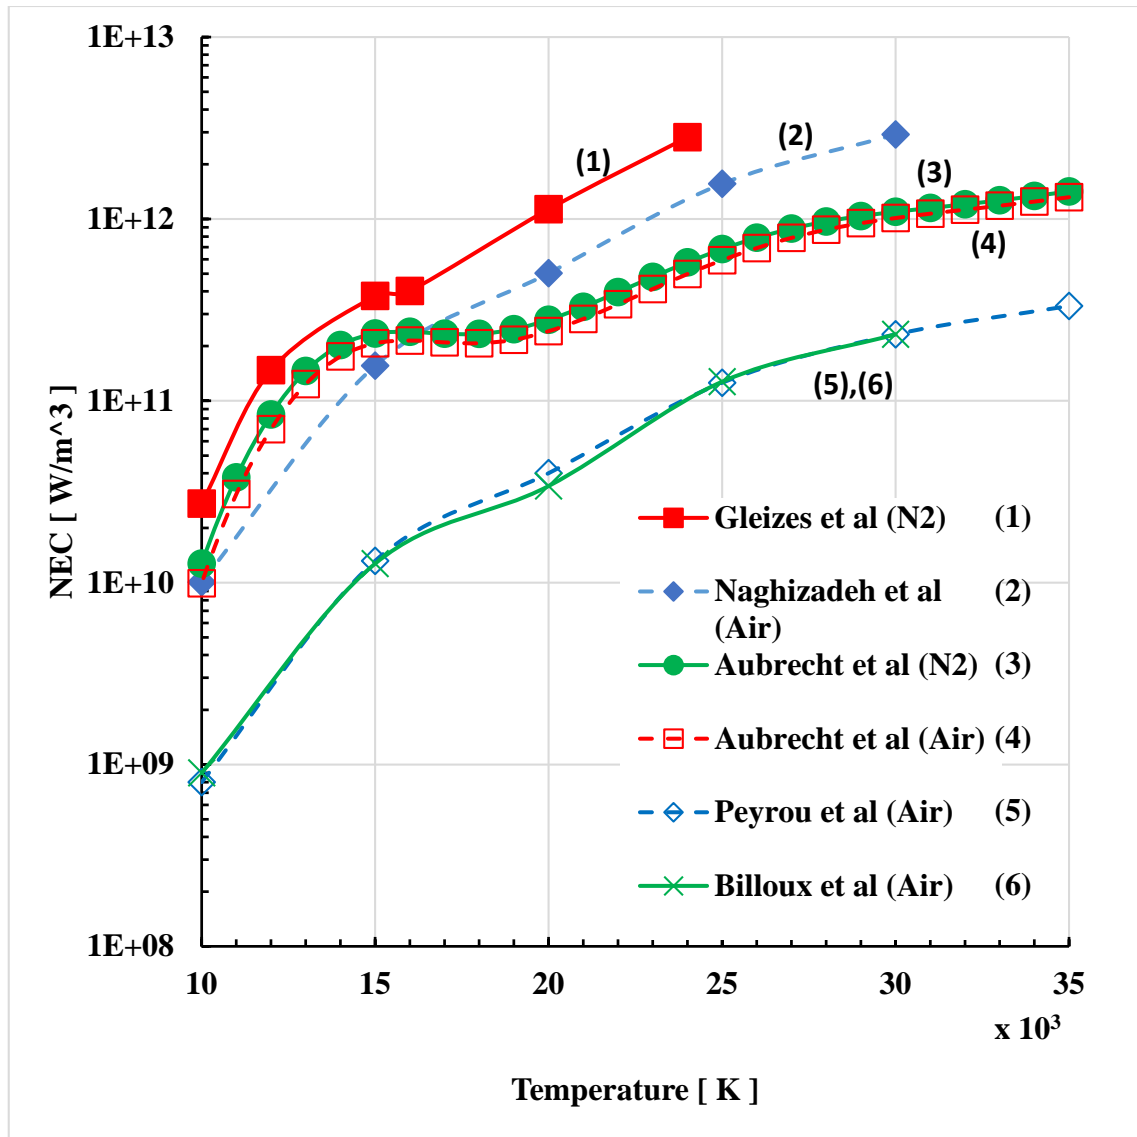 1E+13
1E+12
1E+11
1E+10
1E+09
1E+08
NEC [ W/m^3 ]
(1)
(2)
(3)
(4)
(5),(6)
Gleizes et al (N2) (1)
Naghizadeh et al (2)
(Air)
Aubrecht et al (N2) (3)
Aubrecht et al (Air) (4)
Peyrou et al (Air) (5)
Billoux et al (Air) (6)
10 15 20 25 30 35
x 10³
Temperature [ K ]